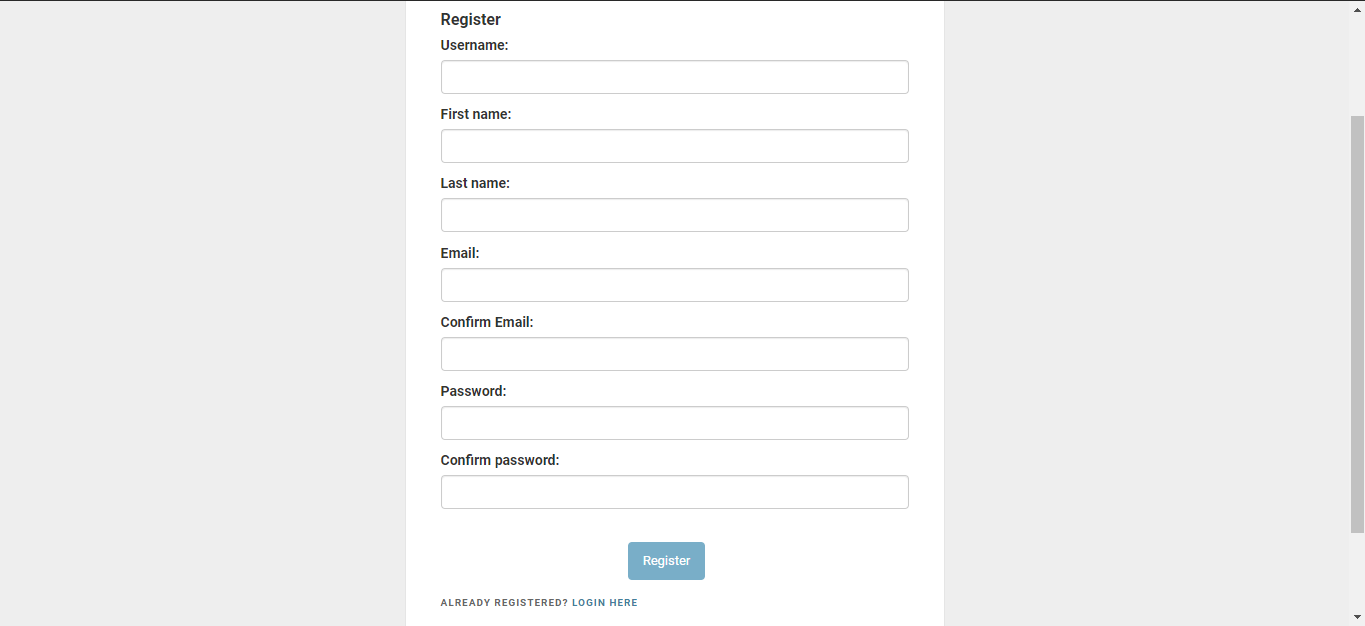 Register
Username:
First name:
Last name:
Email:
Confirm Email:
Password:
Confirm password:
Register
ALREADY REGISTERED? LOGIN HERE